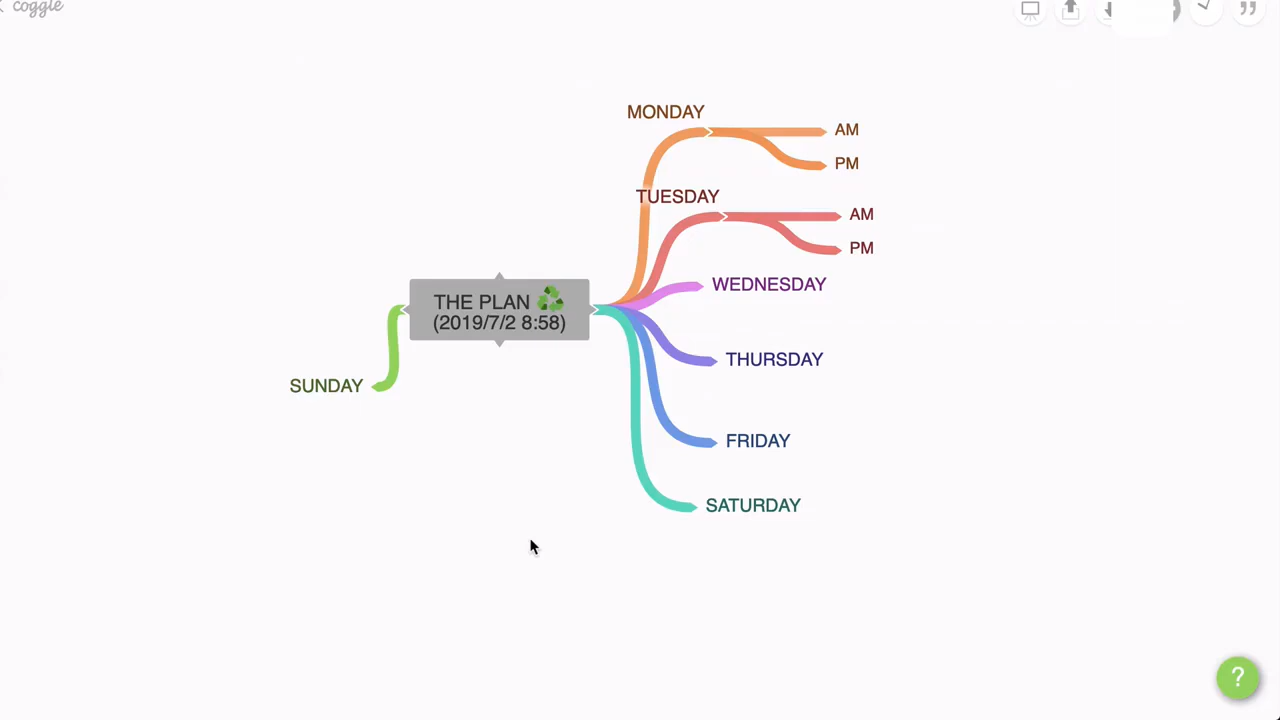 coggle
MONDAY
AM
PM
TUESDAY
AM
PM
WEDNESDAY
THE PLAN ♻
(2019/7/2 8:58)
THURSDAY
SUNDAY
FRIDAY
SATURDAY
?